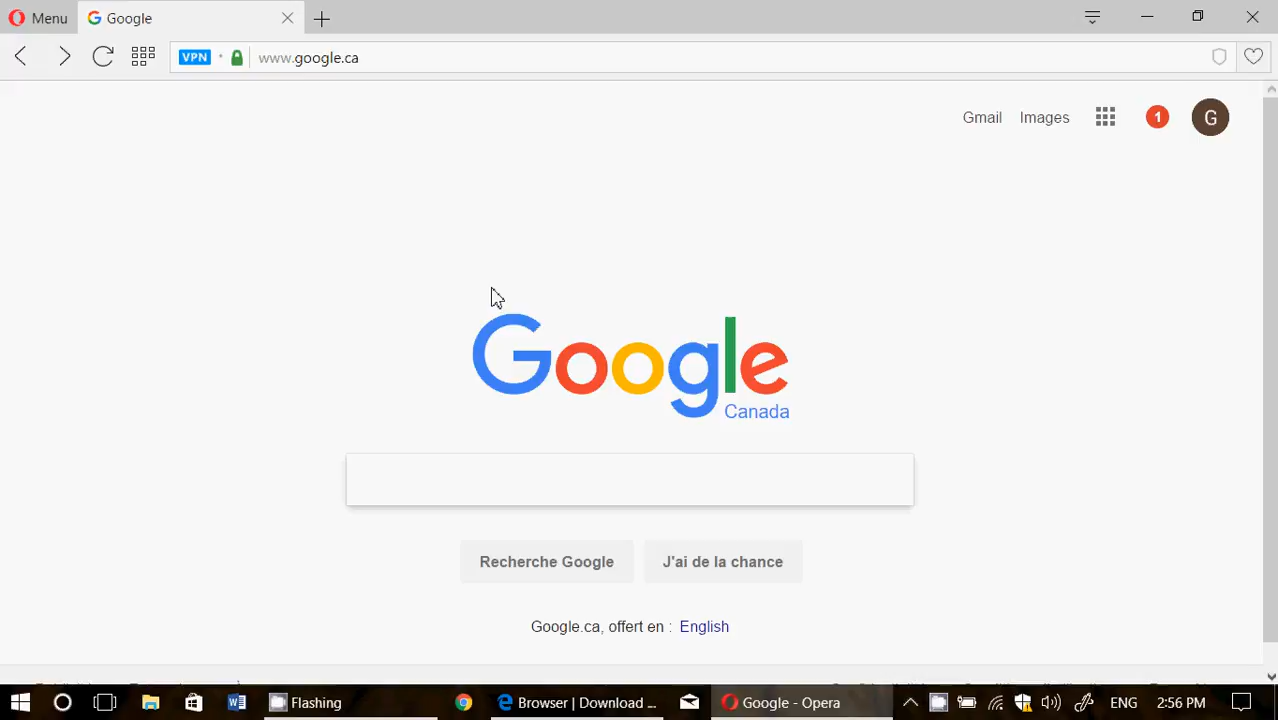 Menu
Google
VPN
www.google.ca
Gmail Images 1 G
Google
Canada
Recherche Google J'ai de la chance
Google.ca, offert en : English
Flashing Browser | Download ... Google - Opera ENG 2:56 PM